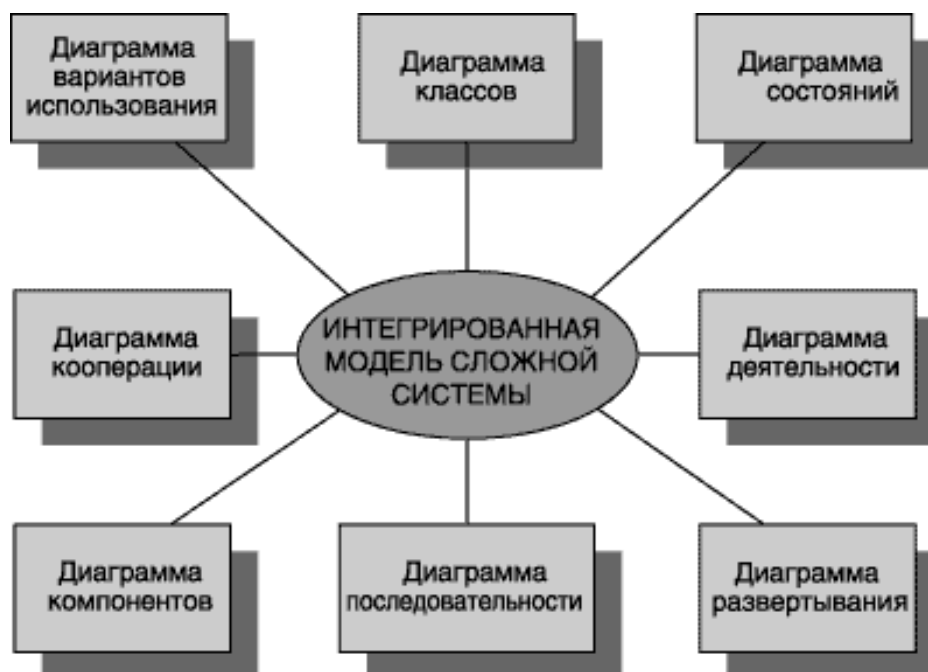 Диаграмма
вариантов
использования
Диаграмма
классов
Диаграмма
состояний
Диаграмма
кооперации
ИНТЕГРИРОВАННАЯ
МОДЕЛЬ СЛОЖНОЙ
СИСТЕМЫ
Диаграмма
деятельности
Диаграмма
компонентов
Диаграмма
последовательности
Диаграмма
развертывания